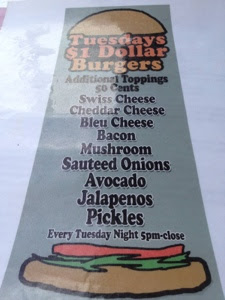 Tuesdays
$1 Dollar
Burgers
Additional Toppings
50 Cents
Swiss Cheese
Cheddar Cheese
Bleu Cheese
Bacon
Mushroom
Sauteed Onions
Avocado
Jalapenos
Pickles
Every Tuesday Night 5pm-close